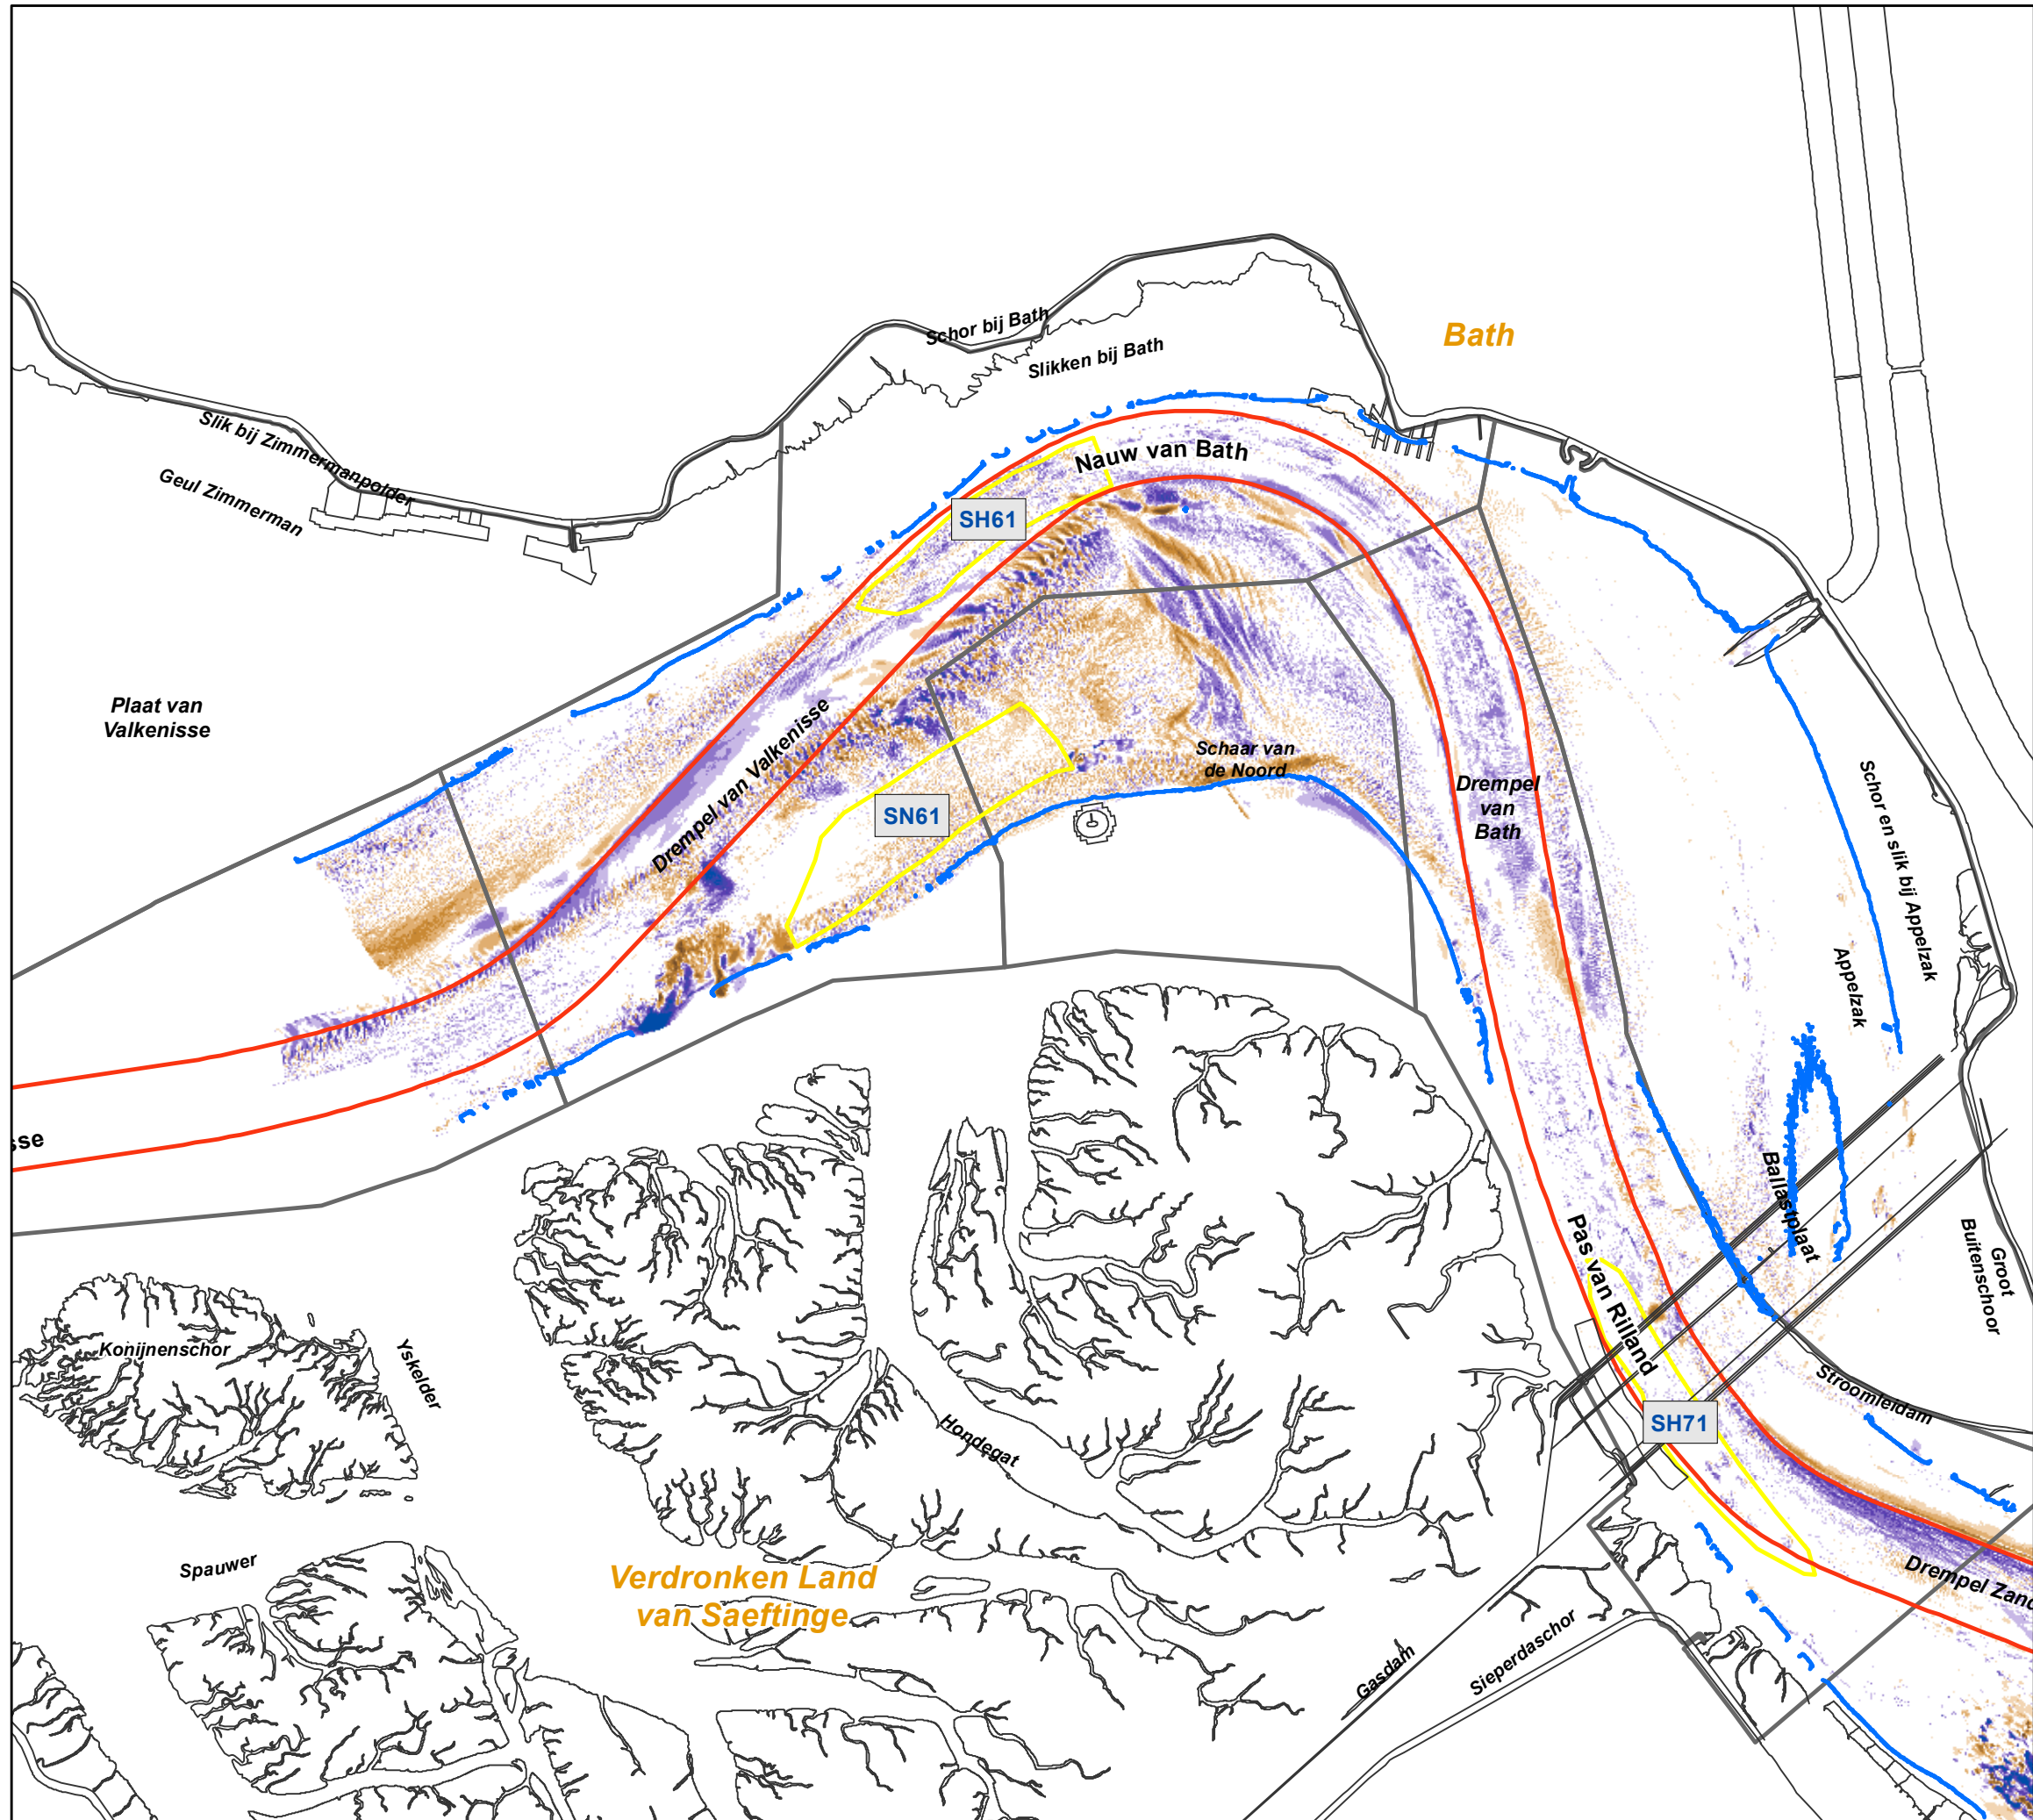 Bath
Schor bij Bath
Slikken bij Bath
Slik bij Zimmermanpolder
Geul Zimmerman
Nauw van Bath
SH61
Plaat van
Valkenisse
Drempel van Valkenisse
Schaar van
de Noord
SN61
Drempel
van
Bath
Schor en slik bij Appelzak
Appelzak
sse
Ballastplaat
Groot
Buitenschoor
Pas van Rilland
Konijnenschor
Yskelder
Stroomleidam
SH71
Hondegat
Spauwer
Verdronken Land
van Saeftinge
Drempel Zand
Gasdam
Sieperdaschor